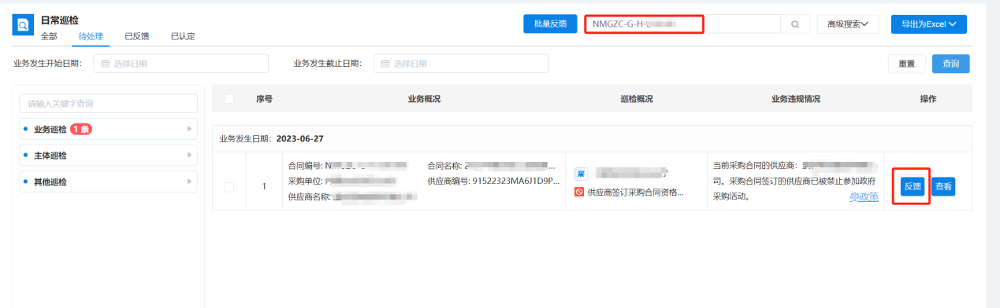 日常巡检
全部 待处理 已反馈 已认定
批量反馈 NMGZC-G-H- 高级搜索 导出为Excel
业务发生开始日期: 选择日期 业务发生截止日期: 选择日期 重置 查询
请输入关键字查询
业务巡检 1 条
主体巡检
其他巡检
序号 业务概况 巡检概况 业务违规情况 操作
业务发生日期: 2023-06-27
1
合同编号: 合同名称: 2 ...
采购单位: 供应商编号: 91522323MA6J1D9P...
供应商名称:
采
供应商签订采购合同资格...
当前采购合同的供应商:
司。采购合同签订的供应商已被禁止参加政府
采购活动。 政策
反馈 查看